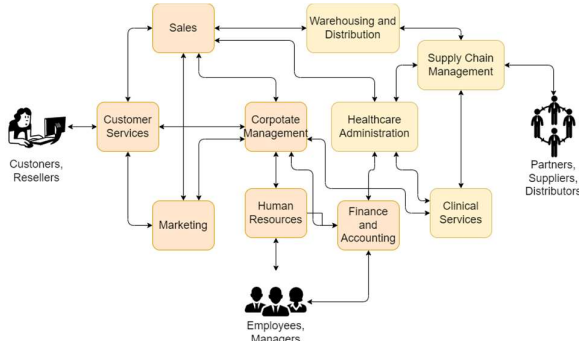 Sales
Warehousing and
Distribution
Supply Chain
Management
Customer
Services
Corpotate
Management
Healthcare
Administration
Custoners,
Resellers
Partners,
Suppliers,
Distributors
Marketing
Human
Resources
Finance
and
Accounting
Clinical
Services
Employees,
Managers